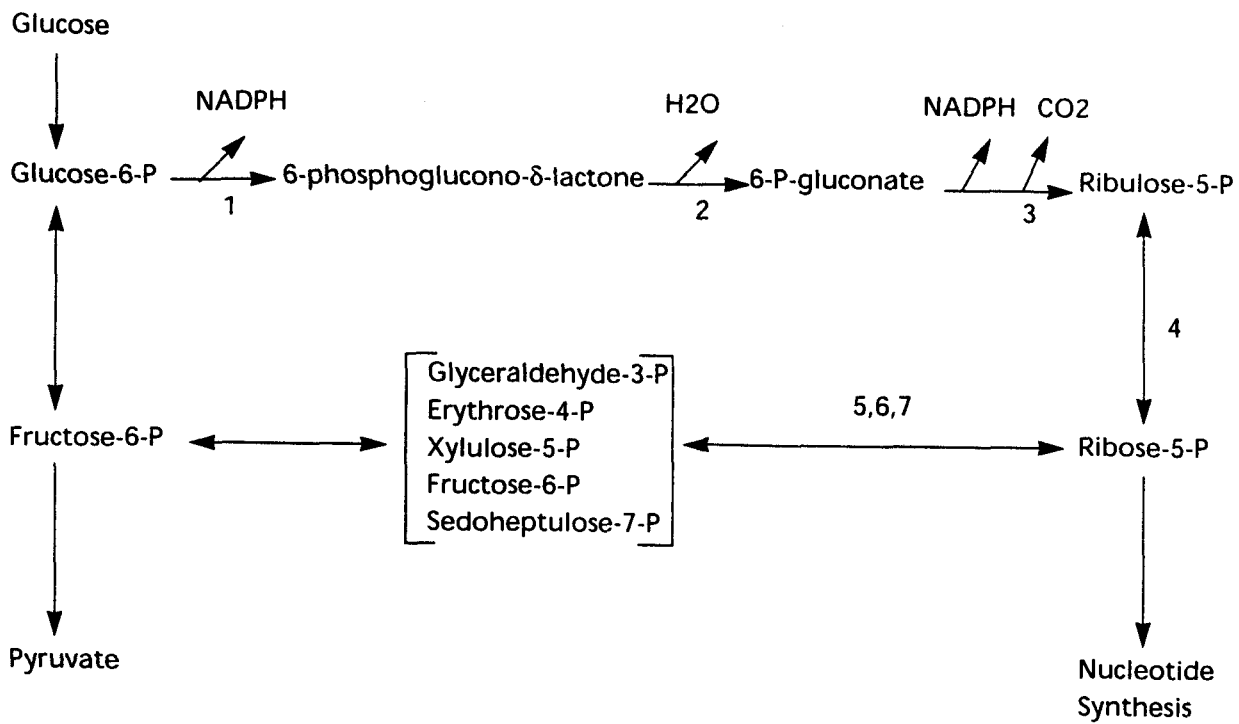 Glucose
NADPH
H2O
NADPH CO2
Glucose-6-P
6-phosphoglucono-δ-lactone
6-P-gluconate
Ribulose-5-P
1
2
3
4
Glyceraldehyde-3-P
Erythrose-4-P
Xylulose-5-P
Fructose-6-P
Sedoheptulose-7-P
5,6,7
Fructose-6-P
Ribose-5-P
Pyruvate
Nucleotide
Synthesis